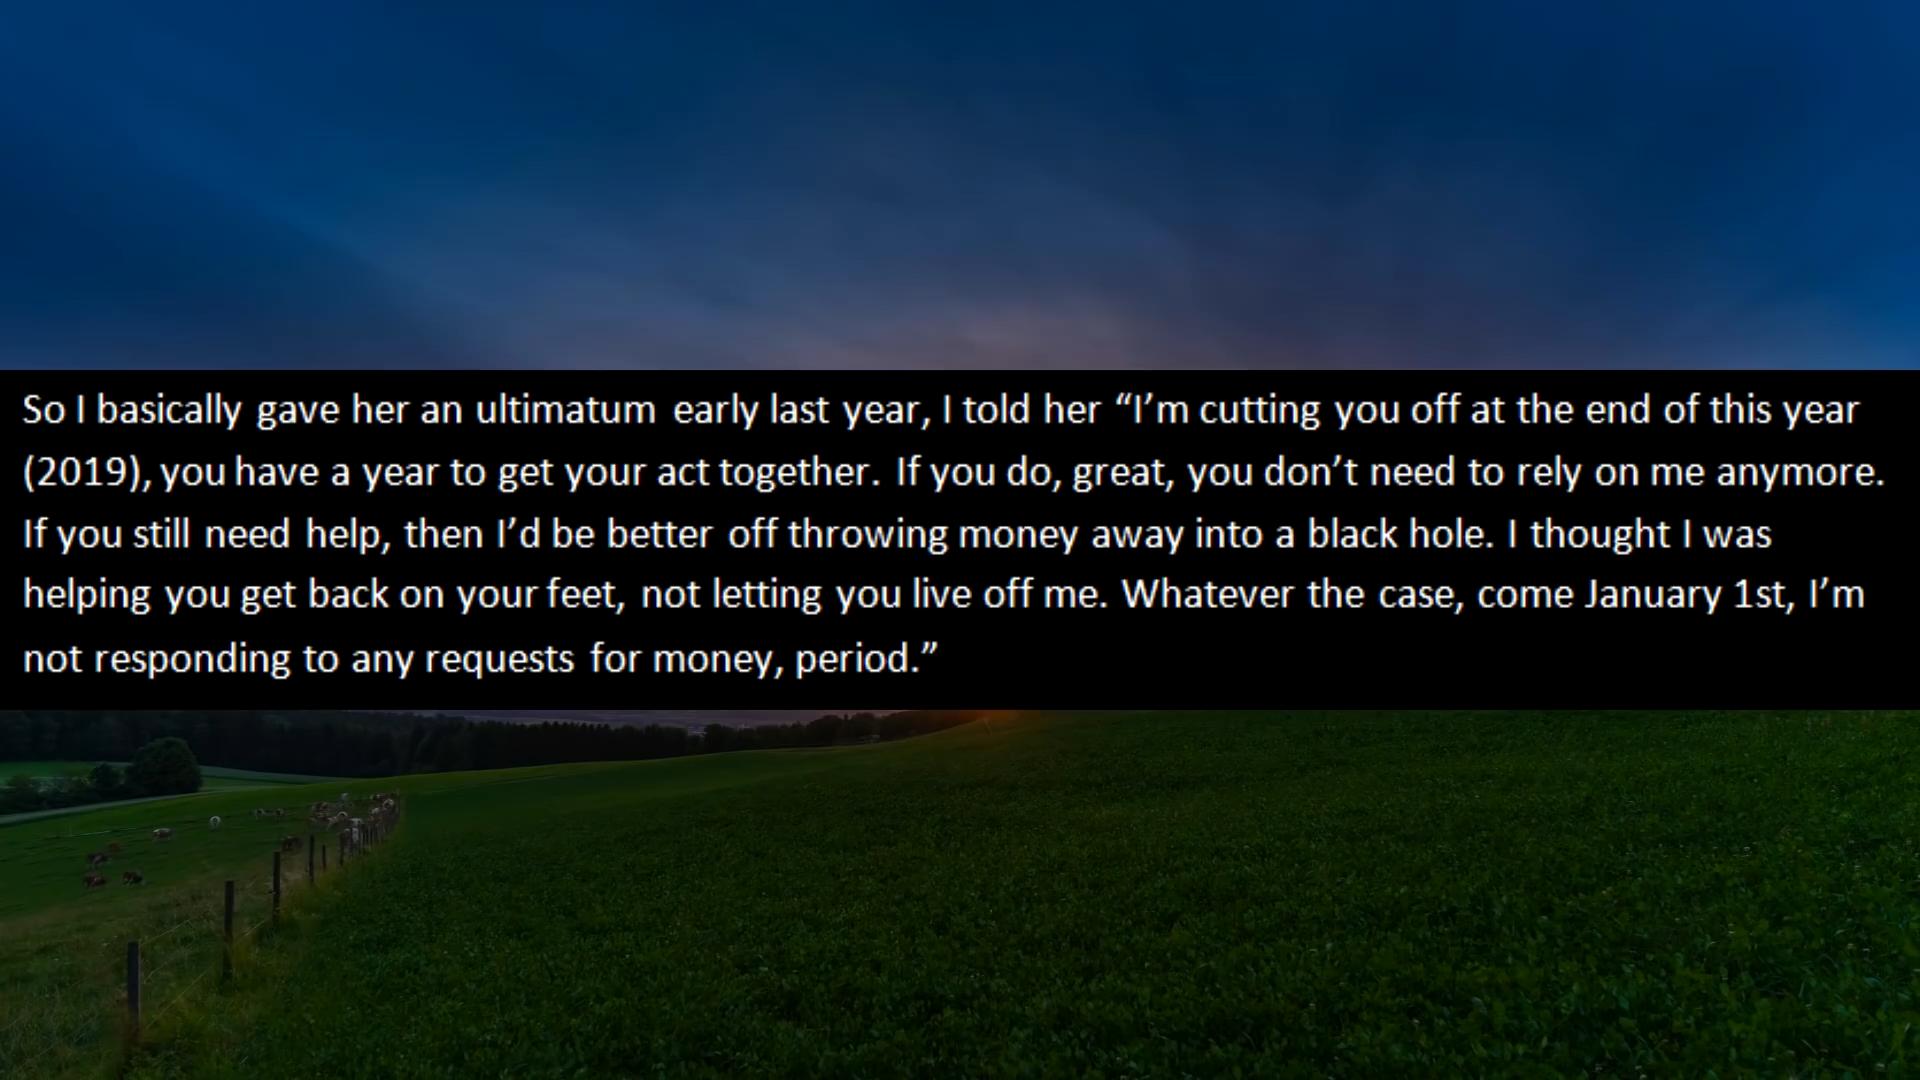 So I basically gave her an ultimatum early last year, I told her “I’m cutting you off at the end of this year
(2019), you have a year to get your act together. If you do, great, you don’t need to rely on me anymore.
If you still need help, then I’d be better off throwing money away into a black hole. I thought I was
helping you get back on your feet, not letting you live off me. Whatever the case, come January 1st, I’m
not responding to any requests for money, period.”